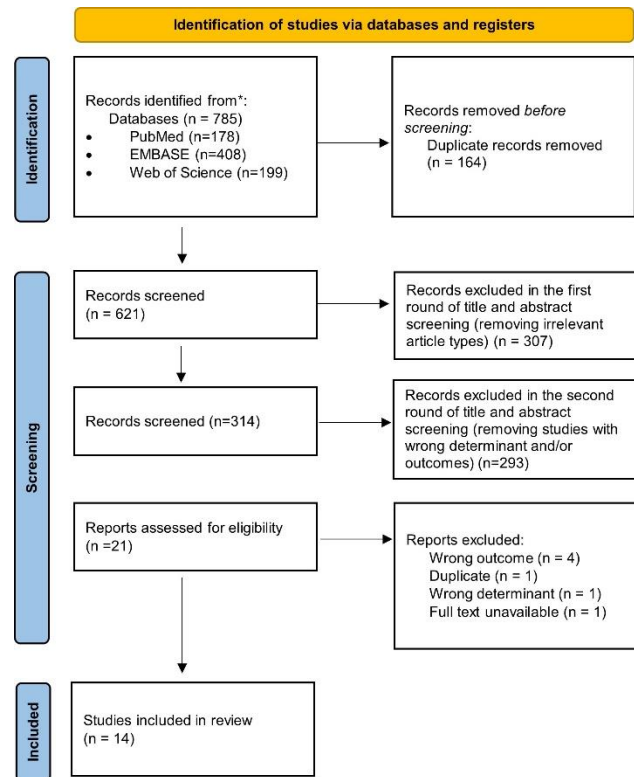 Identification of studies via databases and registers
Identification
Records identified from*:
Databases (n = 785)
• PubMed (n=178)
• EMBASE (n=408)
• Web of Science (n=199)
Records removed before
screening:
Duplicate records removed
(n = 164)
Screening
Records screened
(n = 621)
Records excluded in the first
round of title and abstract
screening (removing irrelevant
article types) (n = 307)
Records screened (n=314)
Records excluded in the second
round of title and abstract
screening (removing studies with
wrong determinant and/or
outcomes) (n=293)
Reports assessed for eligibility
(n =21)
Reports excluded:
Wrong outcome (n = 4)
Duplicate (n = 1)
Wrong determinant (n = 1)
Full text unavailable (n = 1)
Included
Studies included in review
(n = 14)